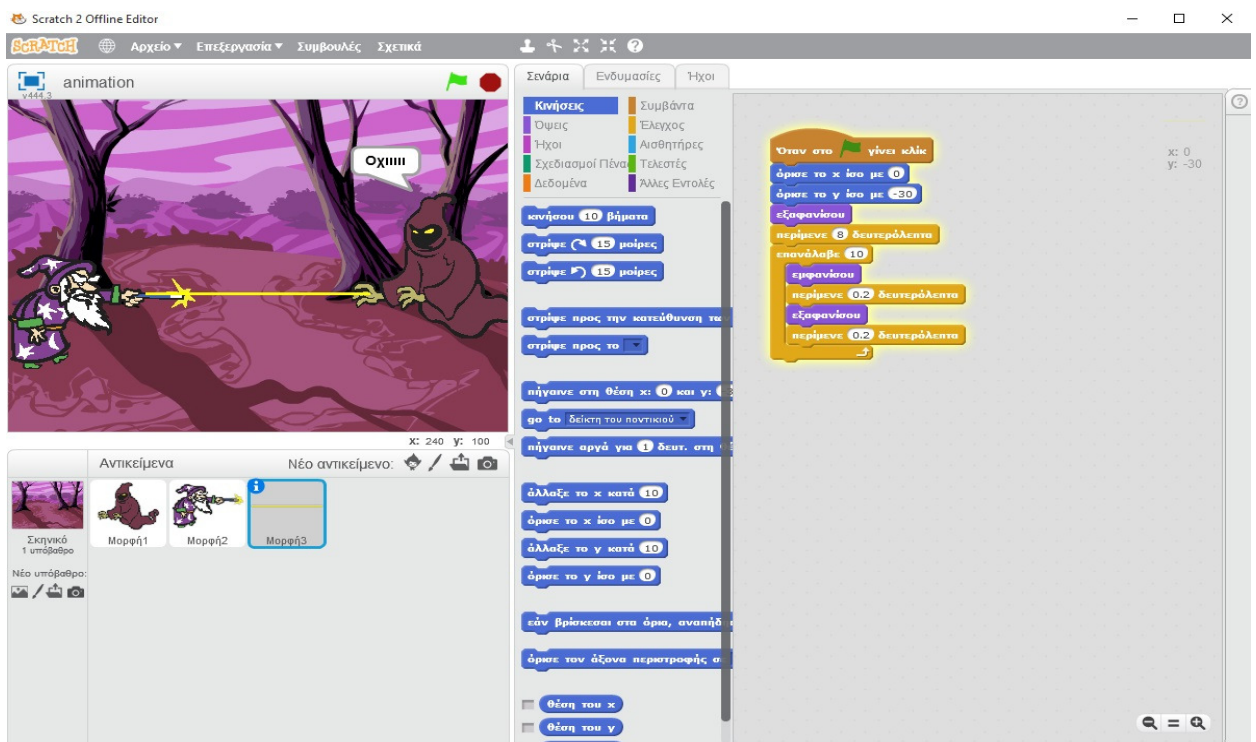 Scratch 2 Offline Editor
SCRATCH Αρχείο Επεξεργασία Συμβουλές Σχετικά
v444.3
animation
Οχιιιιι
x: 240 y: 100
Αντικείμενα
Νέο αντικείμενο:
Σκηνικό
1 υπόβαθρο
Νέο υπόβαθρο:
Μορφή1
Μορφή2
Μορφή3
Σενάρια Ενδυμασίες Ήχοι
Κινήσεις Συμβάντα
Όψεις Έλεγχος
Ήχοι Αισθητήρες
Σχεδιασμοί Πένας Τελεστές
Δεδομένα Άλλες Εντολές
κινήσου 10 βήματα
στρίψε 15 μοίρες
στρίψε 15 μοίρες
στρίψε προς την κατεύθυνση των
στρίψε προς το
πήγαινε στη θέση x: 0 και y:
go to δείκτη του ποντικιού
πήγαινε αργά για 1 δευτ. στη
άλλαξε το x κατά 10
όρισε το x ίσο με 0
άλλαξε το y κατά 10
όρισε το y ίσο με 0
εάν βρίσκεσαι στα όρια, αναπήδ
όρισε τον άξονα περιστροφής σ
θέση του x
θέση του y
Όταν στο γίνει κλικ
όρισε το x ίσο με 0
όρισε το y ίσο με -30
εξαφανίσου
περίμενε 8 δευτερόλεπτα
επανάλαβε 10
εμφανίσου
περίμενε 0.2 δευτερόλεπτα
εξαφανίσου
περίμενε 0.2 δευτερόλεπτα
x: 0
y: -30